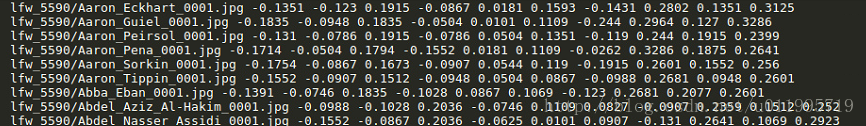 lfw_5590/Aaron_Eckhart_0001.jpg -0.1351 -0.123 0.1915 -0.0867 0.0181 0.1593 -0.1431 0.2802 0.1351 0.3125
lfw_5590/Aaron_Guiel_0001.jpg -0.1835 -0.0948 0.1835 -0.0504 0.0101 0.1109 -0.244 0.2964 0.127 0.3286
lfw_5590/Aaron_Peirsol_0001.jpg -0.131 -0.0786 0.1915 -0.0786 0.0504 0.1351 -0.119 0.244 0.1915 0.2399
lfw_5590/Aaron_Pena_0001.jpg -0.1714 -0.0504 0.1794 -0.1552 0.0181 0.1109 -0.0262 0.3286 0.1875 0.2641
lfw_5590/Aaron_Sorkin_0001.jpg -0.1754 -0.0867 0.1673 -0.0907 0.0544 0.119 -0.1915 0.2601 0.1552 0.256
lfw_5590/Aaron_Tippin_0001.jpg -0.1552 -0.0907 0.1512 -0.0948 0.0504 0.0867 -0.0988 0.2681 0.0948 0.2601
lfw_5590/Abba_Eban_0001.jpg -0.1391 -0.0746 0.1835 -0.1028 0.0867 0.1069 -0.123 0.2681 0.2077 0.2601
lfw_5590/Abdel_Aziz_Al-Hakim_0001.jpg -0.0988 -0.1028 0.2036 -0.0746 0.1109 0.0871 0.2359 0.1512 0.252
lfw_5590/Abdel_Nasser_Assidi_0001.jpg -0.1552 -0.0867 0.2036 -0.0625 0.0101 0.0907 -0.131 0.2641 0.1069 0.2923